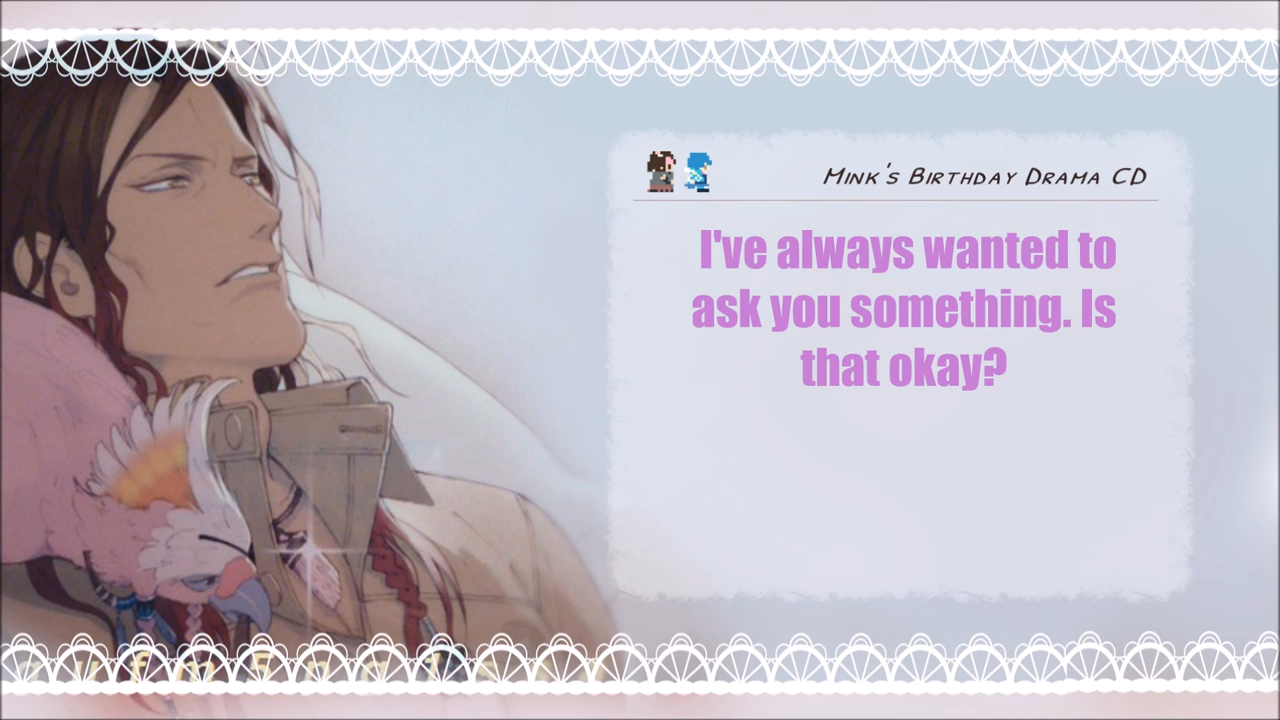 Mink's Birthday Drama CD
I've always wanted to
ask you something. Is
that okay?